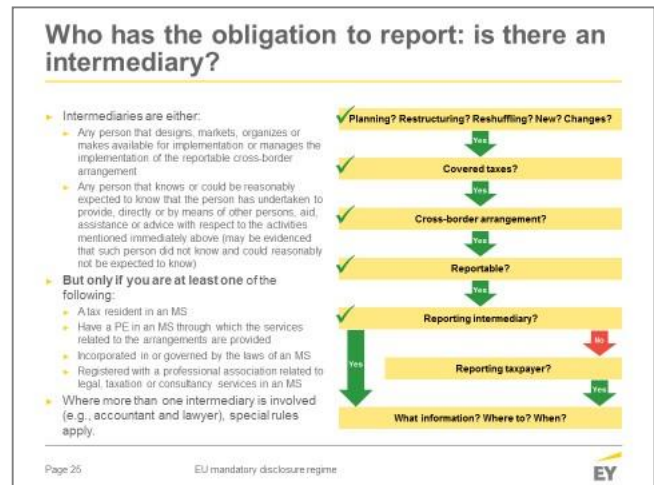 Who has the obligation to report: is there an
intermediary?
Intermediaries are either:
Any person that designs, markets, organizes or
makes available for implementation or manages the
implementation of the reportable cross-border
arrangement
Any person that knows or could be reasonably
expected to know that the person has undertaken to
provide, directly or by means of other persons, aid,
assistance or advice with respect to the activities
mentioned immediately above (may be evidenced
that such person did not know and could reasonably
not be expected to know)
But only if you are at least one of the
following:
A tax resident in an MS
Have a PE in an MS through which the services
related to the arrangements are provided
Incorporated in or governed by the laws of an MS
Registered with a professional association related to
legal, taxation or consultancy services in an MS
Where more than one intermediary is involved
(e.g., accountant and lawyer), special rules
apply.
Planning? Restructuring? Reshuffling? New? Changes?
Yes
Covered taxes?
Yes
Cross-border arrangement?
Yes
Reportable?
Yes
Reporting intermediary?
Yes
No
Reporting taxpayer?
Yes
What information? Where to? When?
Page 25
EU mandatory disclosure regime
EY